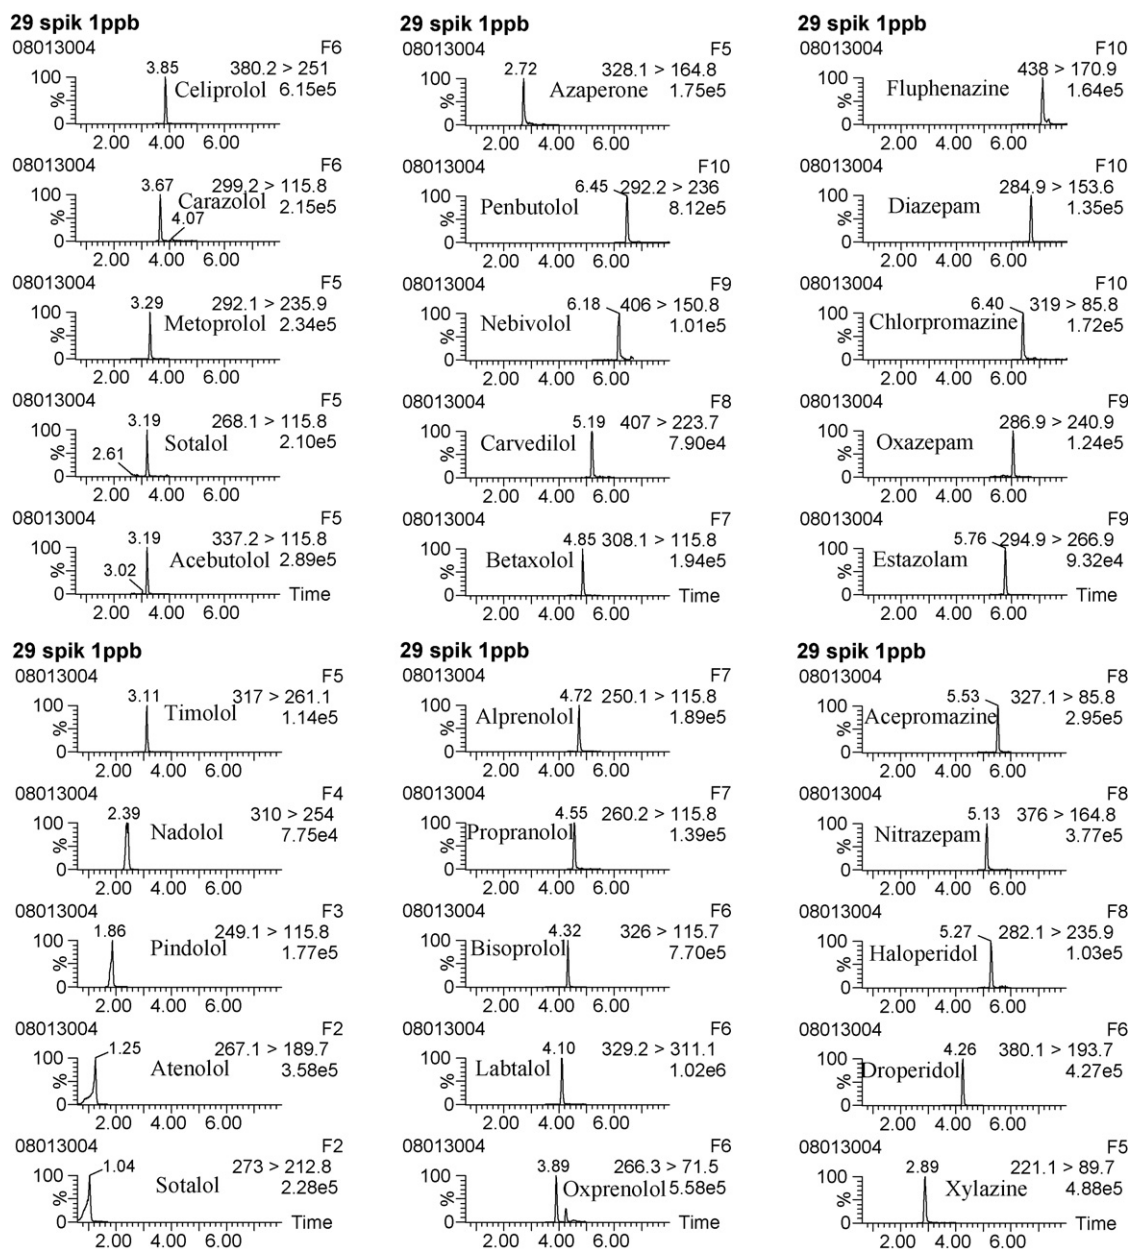 29 spik 1ppb
08013004 F6
3.85 380.2 > 251
100 Celiprolol 6.15e5
%
0
2.00 4.00 6.00
08013004 F6
3.67 299.2 > 115.8
100 Carazolol 2.15e5
% 4.07
0
2.00 4.00 6.00
08013004 F5
3.29 292.1 > 235.9
100 Metoprolol 2.34e5
%
0
2.00 4.00 6.00
08013004 F5
3.19 268.1 > 115.8
100 Sotalol 2.10e5
% 2.61
0
2.00 4.00 6.00
08013004 F5
3.19 337.2 > 115.8
100 Acebutolol 2.89e5
% 3.02
0 Time
2.00 4.00 6.00
29 spik 1ppb
08013004 F5
2.72 328.1 > 164.8
100 Azaperone 1.75e5
%
0
2.00 4.00 6.00
08013004 F10
6.45 292.2 > 236
100 Penbutolol 8.12e5
%
0
2.00 4.00 6.00
08013004 F9
6.18 406 > 150.8
100 Nebivolol 1.01e5
%
0
2.00 4.00 6.00
08013004 F8
5.19 407 > 223.7
100 Carvedilol 7.90e4
%
0
2.00 4.00 6.00
08013004 F7
4.85 308.1 > 115.8
100 Betaxolol 1.94e5
%
0 Time
2.00 4.00 6.00
29 spik 1ppb
08013004 F10
438 > 170.9
100 Fluphenazine 1.64e5
%
0
2.00 4.00 6.00
08013004 F10
284.9 > 153.6
100 Diazepam 1.35e5
%
0
2.00 4.00 6.00
08013004 F10
6.40 319 > 85.8
100 Chlorpromazine 1.72e5
%
0
2.00 4.00 6.00
08013004 F9
286.9 > 240.9
100 Oxazepam 1.24e5
%
0
2.00 4.00 6.00
08013004 F9
5.76 294.9 > 266.9
100 Estazolam 9.32e4
%
0 Time
2.00 4.00 6.00
29 spik 1ppb
08013004 F5
3.11 317 > 261.1
100 Timolol 1.14e5
%
0
2.00 4.00 6.00
08013004 F4
2.39 310 > 254
100 Nadolol 7.75e4
%
0
2.00 4.00 6.00
08013004 F3
1.86 249.1 > 115.8
100 Pindolol 1.77e5
%
0
2.00 4.00 6.00
08013004 F2
1.25 267.1 > 189.7
100 Atenolol 3.58e5
%
0
2.00 4.00 6.00
08013004 F2
1.04 273 > 212.8
100 Sotalol 2.28e5
%
0 Time
2.00 4.00 6.00
29 spik 1ppb
08013004 F7
4.72 250.1 > 115.8
100 Alprenolol 1.89e5
%
0
2.00 4.00 6.00
08013004 F7
4.55 260.2 > 115.8
100 Propranolol 1.39e5
%
0
2.00 4.00 6.00
08013004 F6
4.32 326 > 115.7
100 Bisoprolol 7.70e5
%
0
2.00 4.00 6.00
08013004 F6
4.10 329.2 > 311.1
100 Labtalol 1.02e6
%
0
2.00 4.00 6.00
08013004 F6
3.89 266.3 > 71.5
100 Oxprenolol 5.58e5
%
0 Time
2.00 4.00 6.00
29 spik 1ppb
08013004 F8
5.53 327.1 > 85.8
100 Acepromazine 2.95e5
%
0
2.00 4.00 6.00
08013004 F8
5.13 376 > 164.8
100 Nitrazepam 3.77e5
%
0
2.00 4.00 6.00
08013004 F8
5.27 282.1 > 235.9
100 Haloperidol 1.03e5
%
0
2.00 4.00 6.00
08013004 F6
4.26 380.1 > 193.7
100 Droperidol 4.27e5
%
0
2.00 4.00 6.00
08013004 F5
2.89 221.1 > 89.7
100 Xylazine 4.88e5
%
0 Time
2.00 4.00 6.00